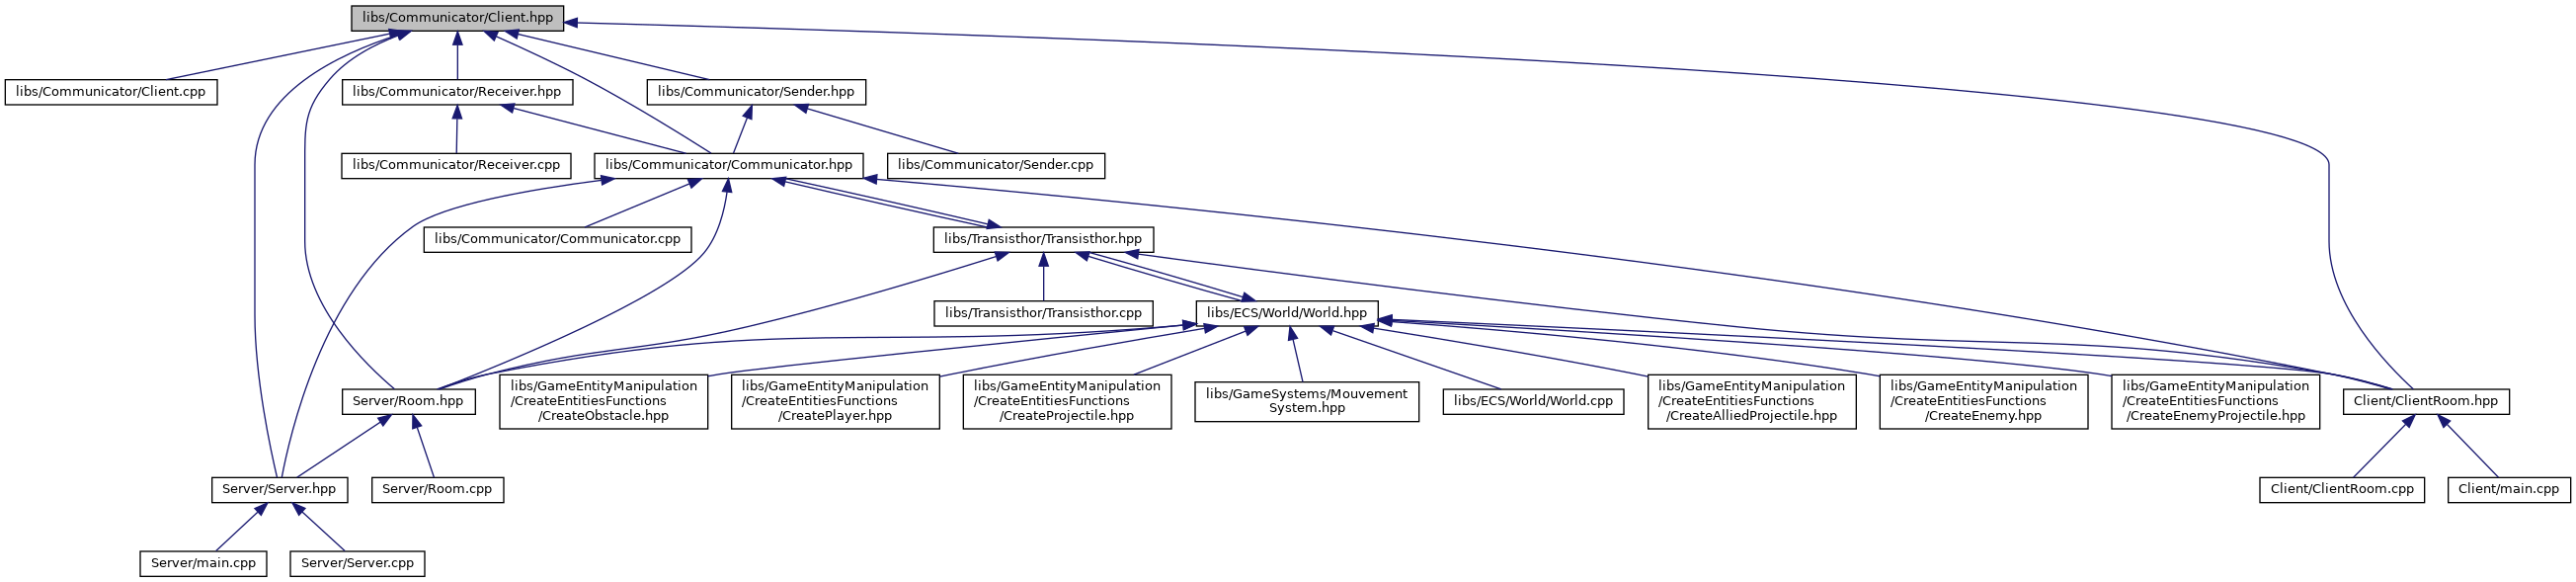 libs/Communicator/Client.hpp
libs/Communicator/Client.cpp
libs/Communicator/Receiver.hpp
libs/Communicator/Sender.hpp
libs/Communicator/Receiver.cpp
libs/Communicator/Communicator.hpp
libs/Communicator/Sender.cpp
libs/Communicator/Communicator.cpp
libs/Transisthor/Transisthor.hpp
libs/Transisthor/Transisthor.cpp
libs/ECS/World/World.hpp
Server/Room.hpp
libs/GameEntityManipulation
/CreateEntitiesFunctions
/CreateObstacle.hpp
libs/GameEntityManipulation
/CreateEntitiesFunctions
/CreatePlayer.hpp
libs/GameEntityManipulation
/CreateEntitiesFunctions
/CreateProjectile.hpp
libs/GameSystems/Mouvement
System.hpp
libs/ECS/World/World.cpp
libs/GameEntityManipulation
/CreateEntitiesFunctions
/CreateAlliedProjectile.hpp
libs/GameEntityManipulation
/CreateEntitiesFunctions
/CreateEnemy.hpp
libs/GameEntityManipulation
/CreateEntitiesFunctions
/CreateEnemyProjectile.hpp
Client/ClientRoom.hpp
Server/Server.hpp
Server/Room.cpp
Client/ClientRoom.cpp
Client/main.cpp
Server/main.cpp
Server/Server.cpp